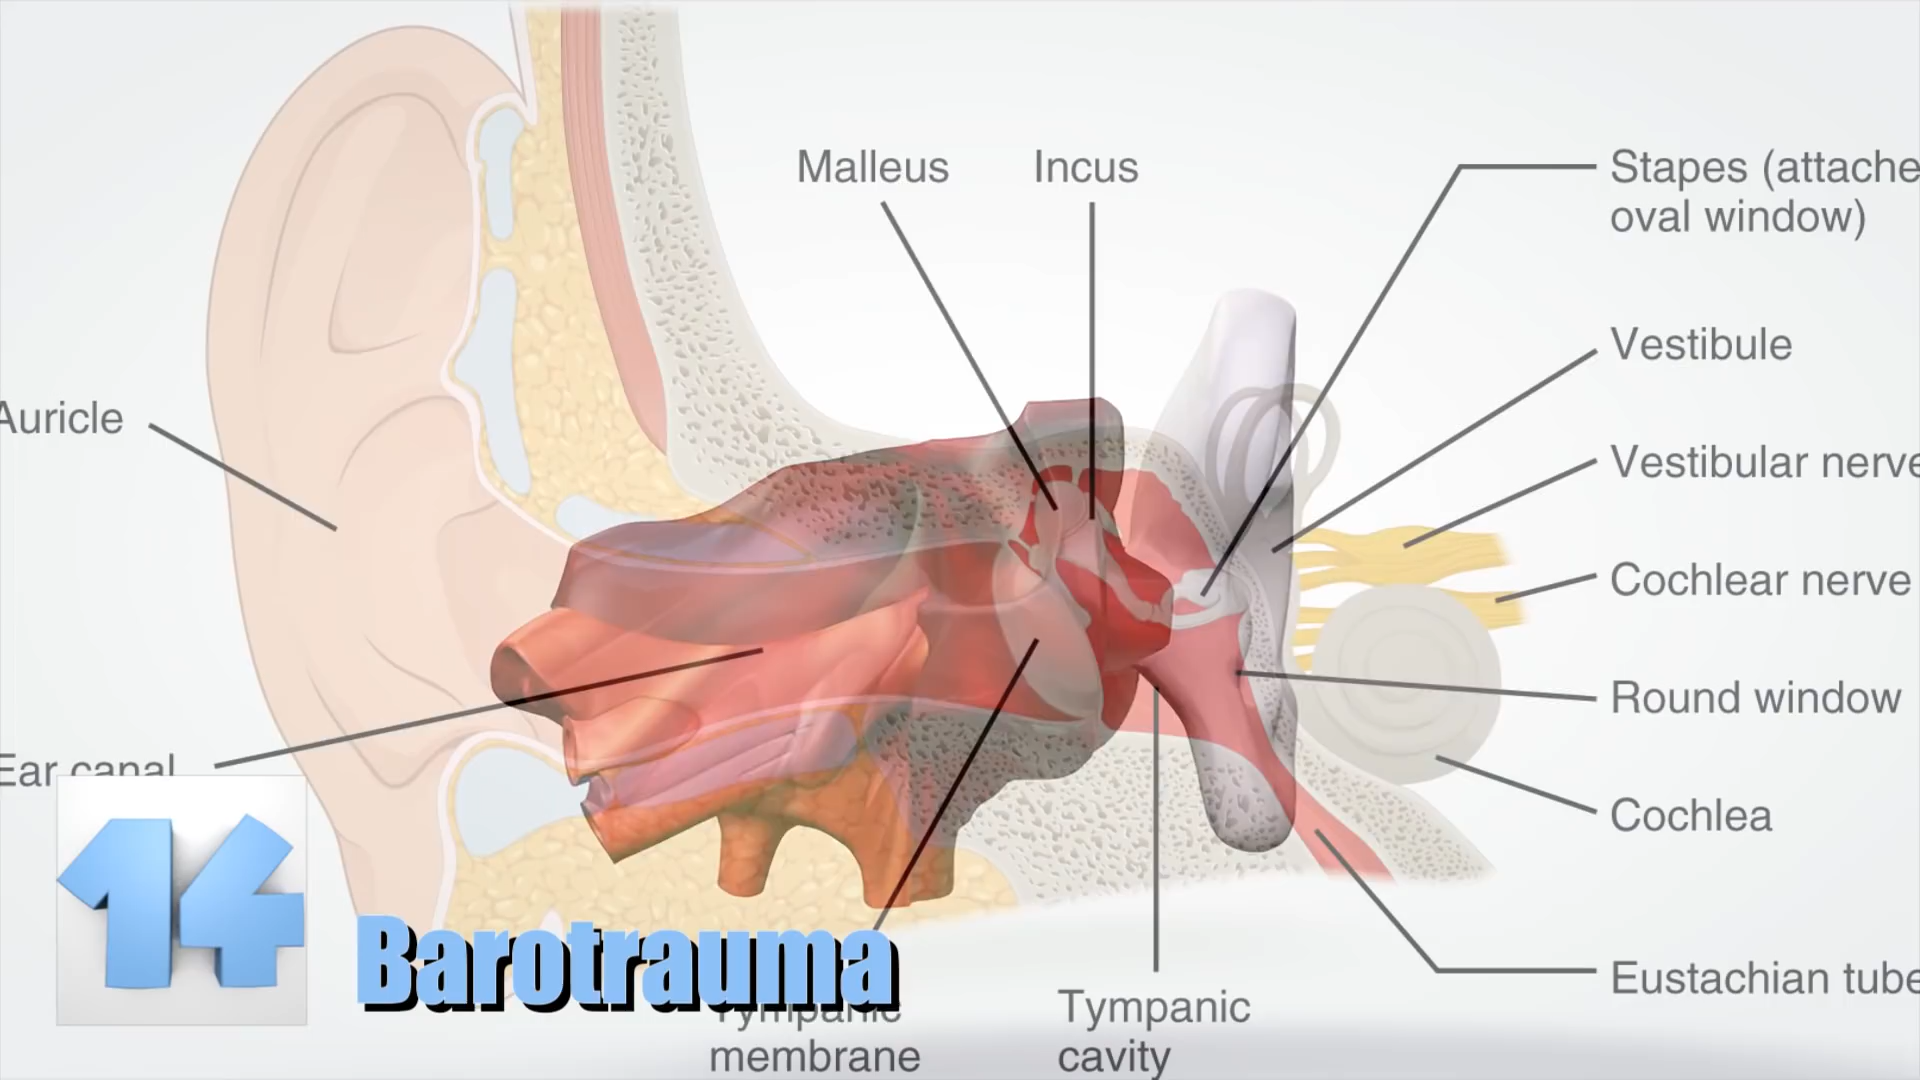 Malleus
Incus
Stapes (attache
oval window)
Vestibule
Auricle
Vestibular nerve
Cochlear nerve
Round window
Ear canal
Cochlea
14
Barotrauma
Eustachian tube
Tympanic
membrane
Tympanic
cavity